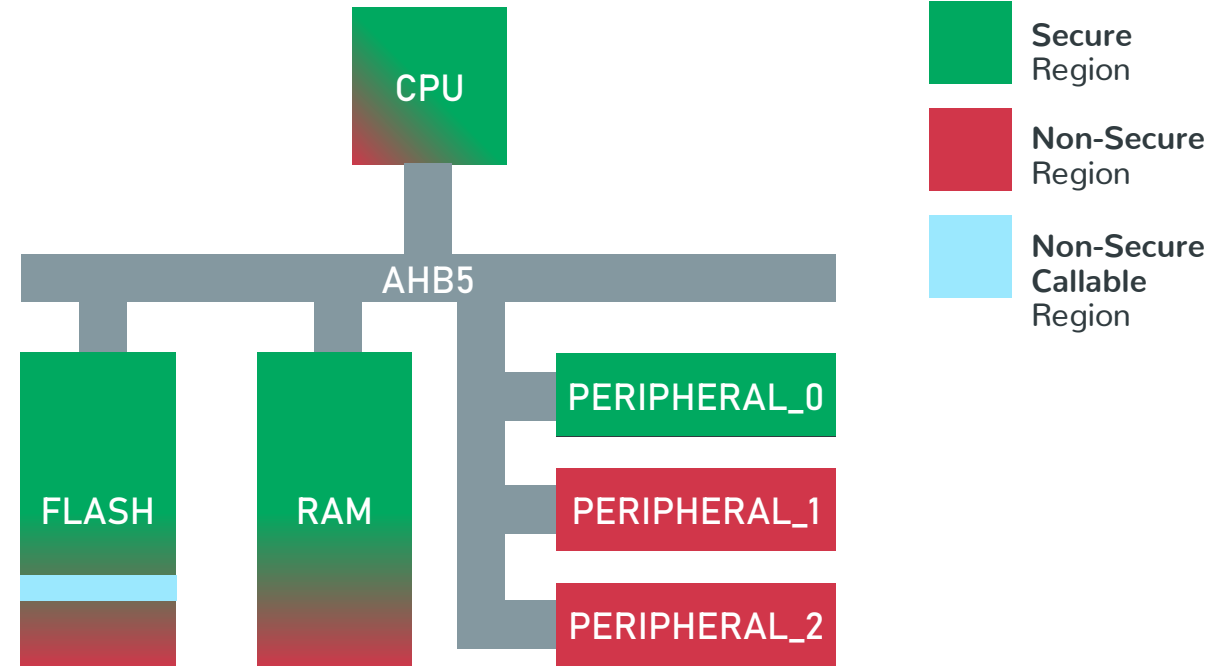 CPU
AHB5
FLASH
RAM
PERIPHERAL_0
PERIPHERAL_1
PERIPHERAL_2
Secure
Region
Non-Secure
Region
Non-Secure
Callable
Region